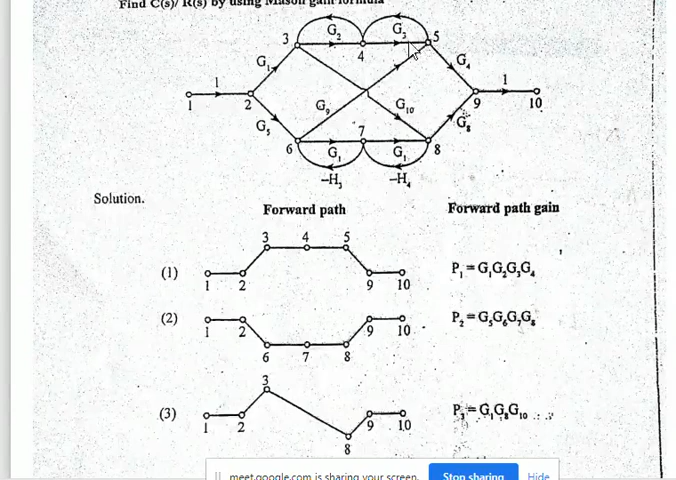 Find C(s)/ R(s) by using Mason gain formula
3 G₂ G₃ 5
4
G₁ G₄
1 1
1 2 9 10
G₉ G₁₀
G₅ 7 G₈
6 G₁ G₁ 8
–H₃ –H₄
Solution.
Forward path Forward path gain
3 4 5
(1) P₁ = G₁G₂G₃G₄
1 2 9 10
(2) P₂ = G₅G₆G₇G₈
1 2 9 10
6 7 8
3
(3) P₃ = G₁G₈G₁₀
1 2 9 10
8
meet.google.com is sharing your screen. Stop sharing Hide